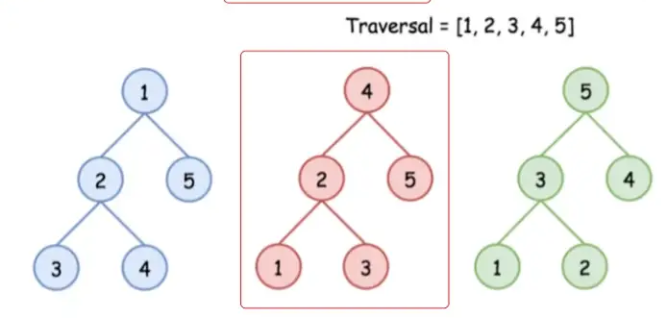 Traversal = [1, 2, 3, 4, 5]
1 4 5
2 5 2 5 3 4
3 4 1 3 1 2